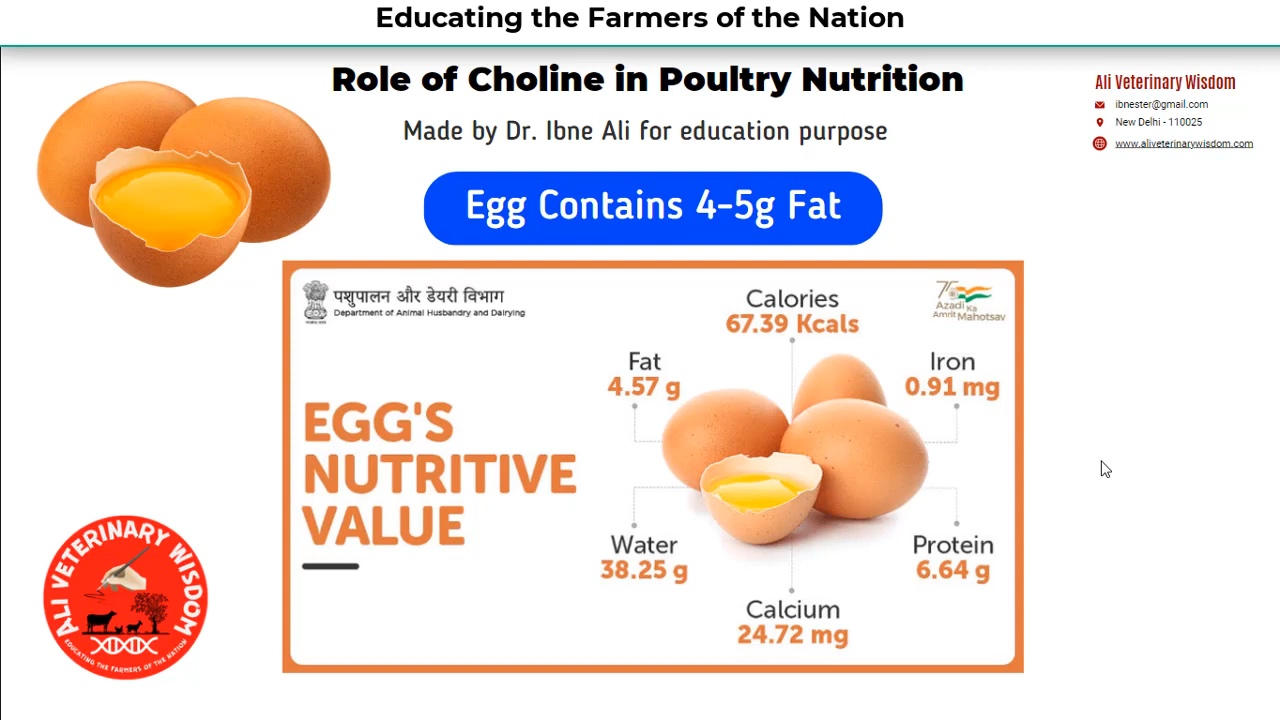 Educating the Farmers of the Nation
Role of Choline in Poultry Nutrition
Made by Dr. Ibne Ali for education purpose
Ali Veterinary Wisdom
ibnester@gmail.com
New Delhi - 110025
www.aliveterinarywisdom.com
Egg Contains 4-5g Fat
पशुपालन और डेयरी विभाग
Department of Animal Husbandry and Dairying
75
Azadi Ka
Amrit Mahotsav
EGG'S
NUTRITIVE
VALUE
Calories
67.39 Kcals
Fat
4.57 g
Iron
0.91 mg
Water
38.25 g
Protein
6.64 g
Calcium
24.72 mg
ALI VETERINARY WISDOM
EDUCATING THE FARMERS OF THE NATION